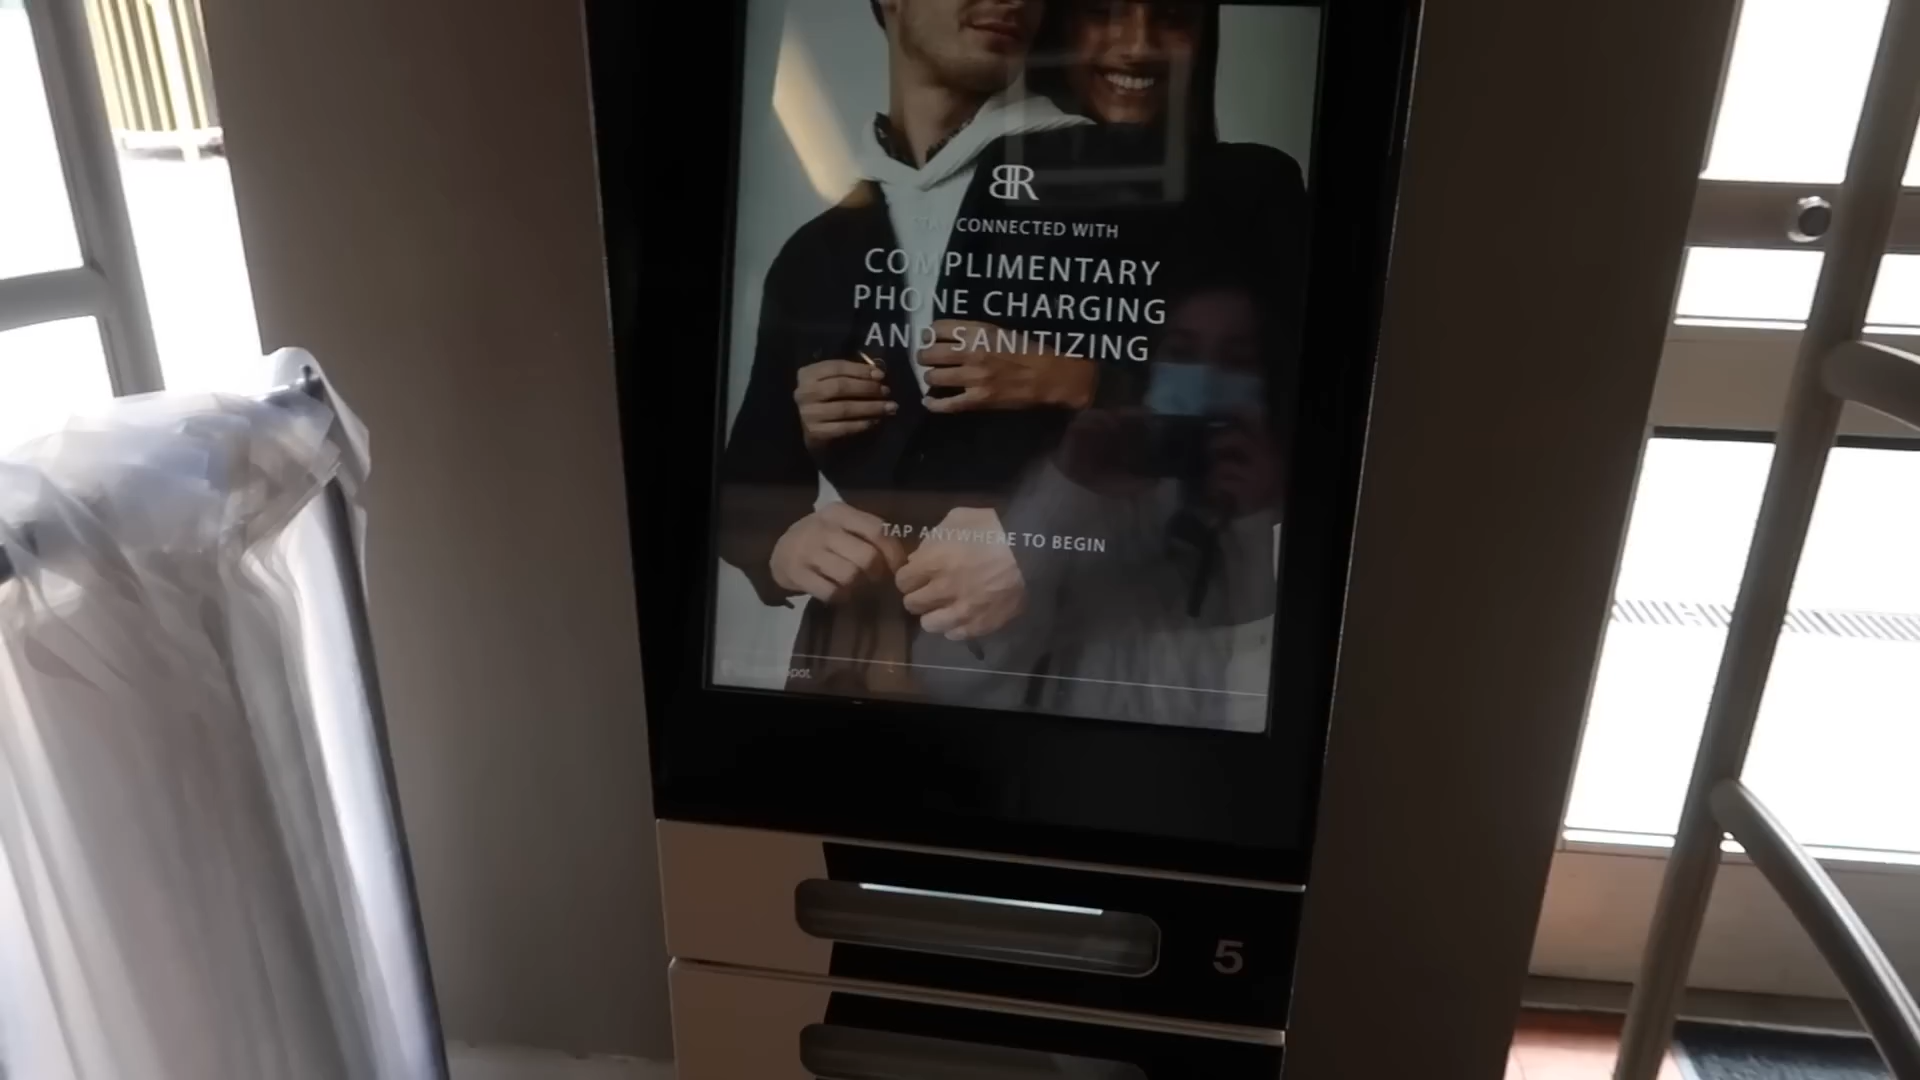 BR
CONNECTED WITH
COMPLIMENTARY
PHONE CHARGING
AND SANITIZING
TAP ANYWHERE TO BEGIN
5